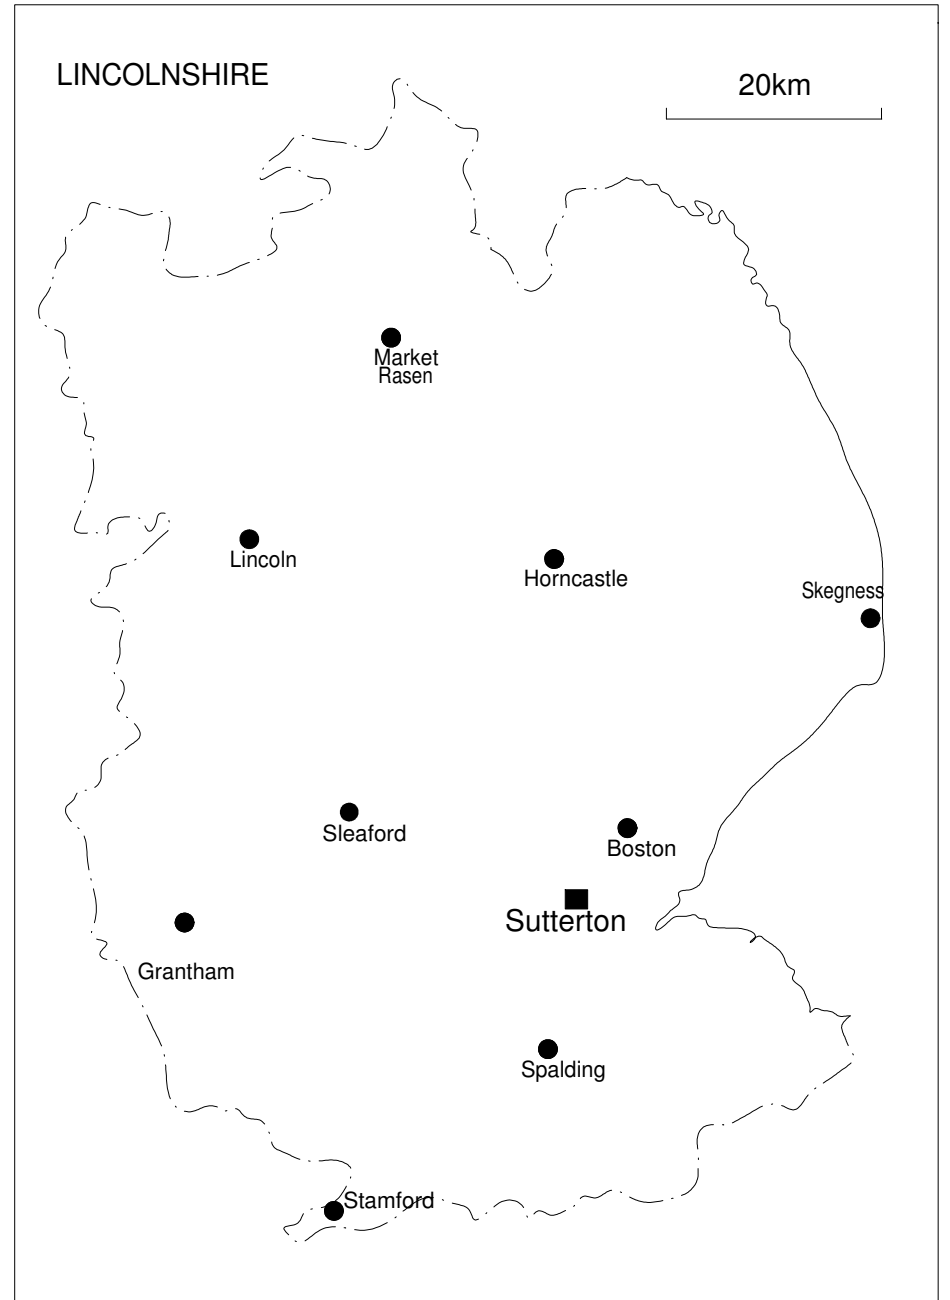 LINCOLNSHIRE
20km
Market
Rasen
Lincoln
Horncastle
Skegness
Sleaford
Boston
Sutterton
Grantham
Spalding
Stamford